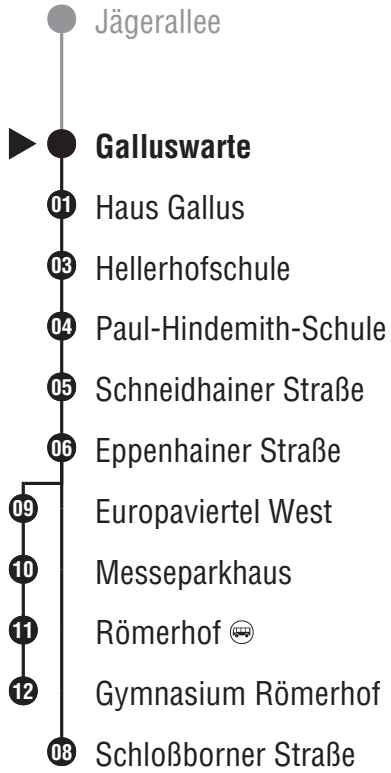 Jägerallee
Galluswarte
01 Haus Gallus
03 Hellerhofschule
04 Paul-Hindemith-Schule
05 Schneidhainer Straße
06 Eppenhainer Straße
09 Europaviertel West
10 Messeparkhaus
11 Römerhof
12 Gymnasium Römerhof
08 Schloßborner Straße